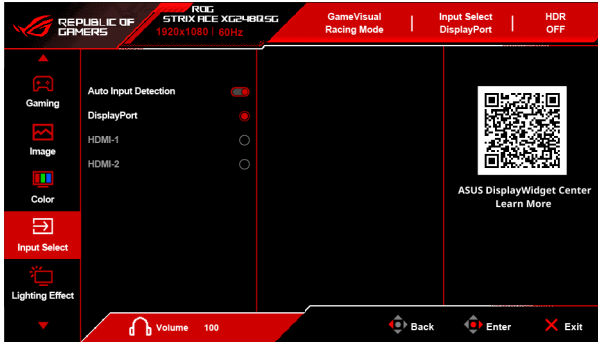 REPUBLIC OF
GAMERS
ROG
STRIX ACE XG248QSG
1920x1080 | 60Hz
GameVisual
Racing Mode
Input Select
DisplayPort
HDR
OFF
Gaming
Image
Color
Input Select
Lighting Effect
Auto Input Detection
DisplayPort
HDMI-1
HDMI-2
ASUS DisplayWidget Center
Learn More
Volume 100
Back
Enter
Exit